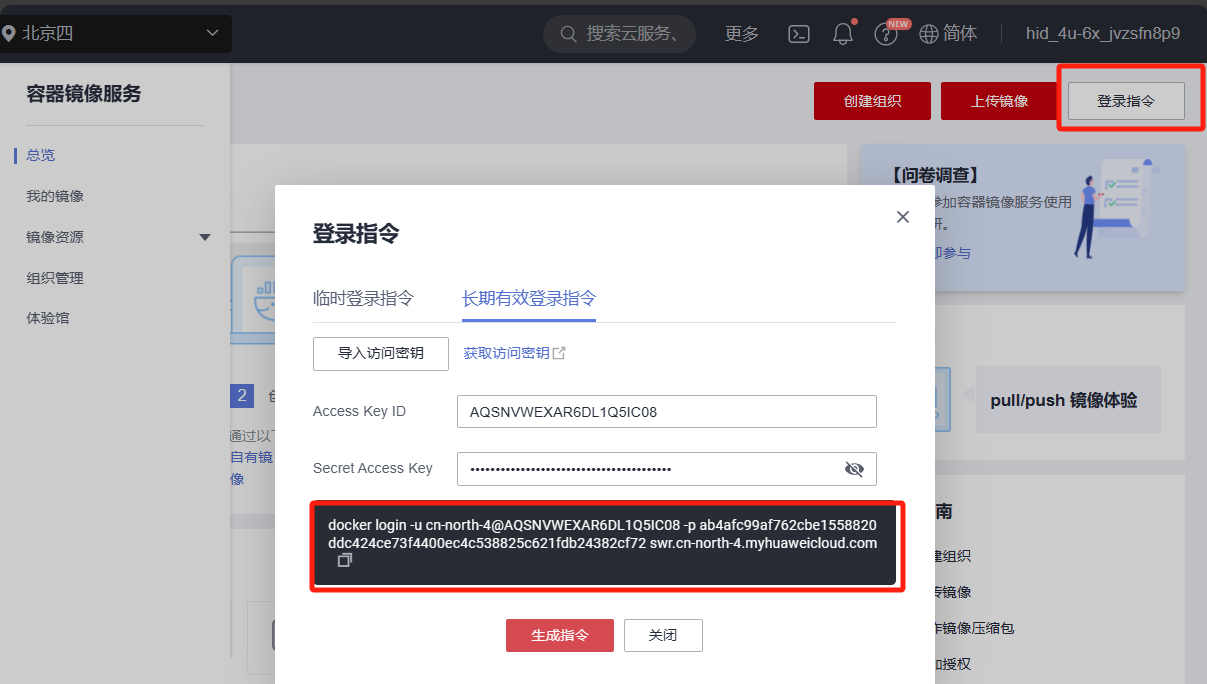 北京四
搜索云服务、
更多
NEW
简体
hid_4u-6x_jvzsfn8p9
容器镜像服务
创建组织
上传镜像
登录指令
总览
我的镜像
镜像资源
组织管理
体验馆
【问卷调查】
参加容器镜像服务使用
研。
即参与
登录指令
临时登录指令
长期有效登录指令
导入访问密钥
获取访问密钥
Access Key ID
AQSNVWEXAR6DL1Q5IC08
Secret Access Key
docker login -u cn-north-4@AQSNVWEXAR6DL1Q5IC08 -p ab4afc99af762cbe1558820
ddc424ce73f4400ec4c538825c621fdb24382cf72 swr.cn-north-4.myhuaweicloud.com
生成指令
关闭
2
通过以下
自有镜
像
pull/push 镜像体验
南
建组织
传镜像
作镜像压缩包
加授权